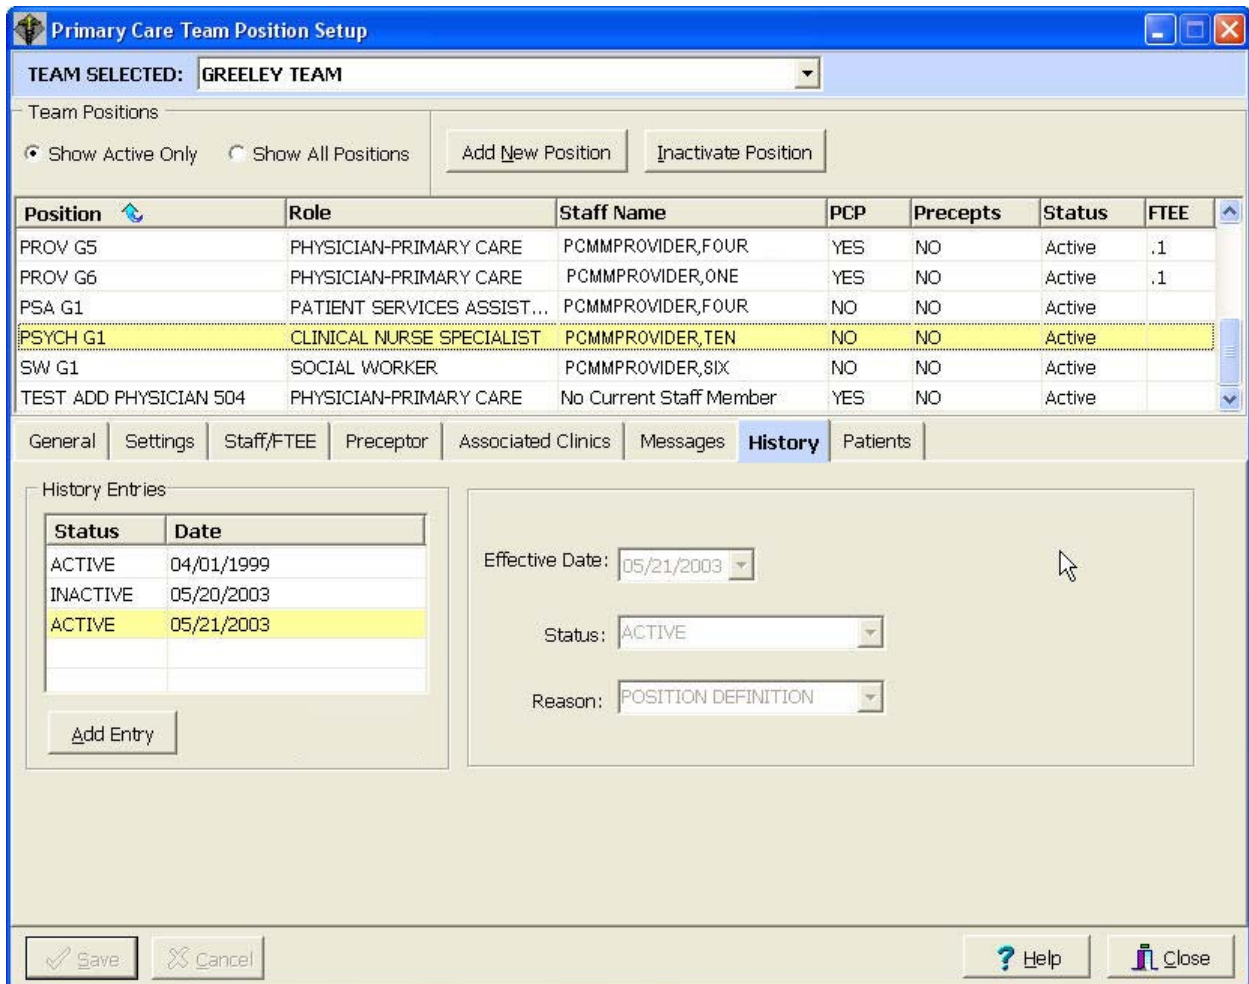 Primary Care Team Position Setup
TEAM SELECTED: GREELEY TEAM
Team Positions
Show Active Only Show All Positions Add New Position Inactivate Position
Position Role Staff Name PCP Precepts Status FTEE
PROV G5 PHYSICIAN-PRIMARY CARE PCMMPROVIDER,FOUR YES NO Active .1
PROV G6 PHYSICIAN-PRIMARY CARE PCMMPROVIDER,ONE YES NO Active .1
PSA G1 PATIENT SERVICES ASSIST... PCMMPROVIDER,FOUR NO NO Active
PSYCH G1 CLINICAL NURSE SPECIALIST PCMMPROVIDER,TEN NO NO Active
SW G1 SOCIAL WORKER PCMMPROVIDER,SIX NO NO Active
TEST ADD PHYSICIAN 504 PHYSICIAN-PRIMARY CARE No Current Staff Member YES NO Active
General Settings Staff/FTEE Preceptor Associated Clinics Messages History Patients
History Entries
Status Date
ACTIVE 04/01/1999
INACTIVE 05/20/2003
ACTIVE 05/21/2003
Add Entry
Effective Date: 05/21/2003
Status: ACTIVE
Reason: POSITION DEFINITION
Save Cancel Help Close